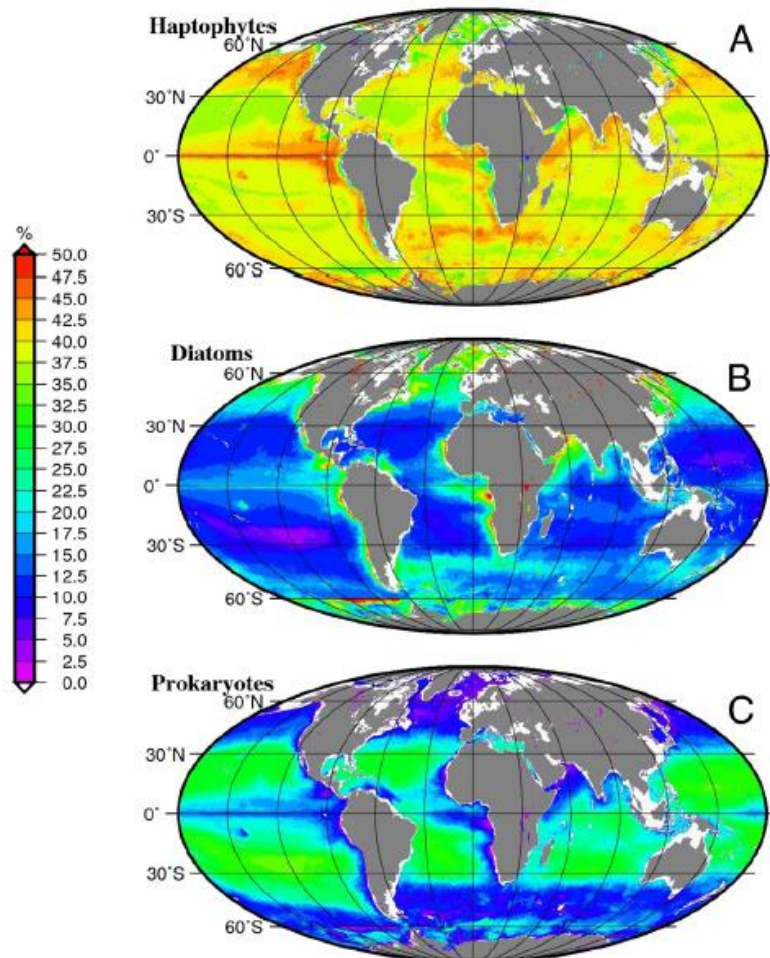 Haptophytes
A
60˚N
30˚N
0˚
30˚S
60˚S
%
50.0
47.5
45.0
42.5
40.0
37.5
35.0
32.5
30.0
27.5
25.0
22.5
20.0
17.5
15.0
12.5
10.0
7.5
5.0
2.5
0.0
Diatoms
B
60˚N
30˚N
0˚
30˚S
60˚S
Prokaryotes
C
60˚N
30˚N
0˚
30˚S
60˚S